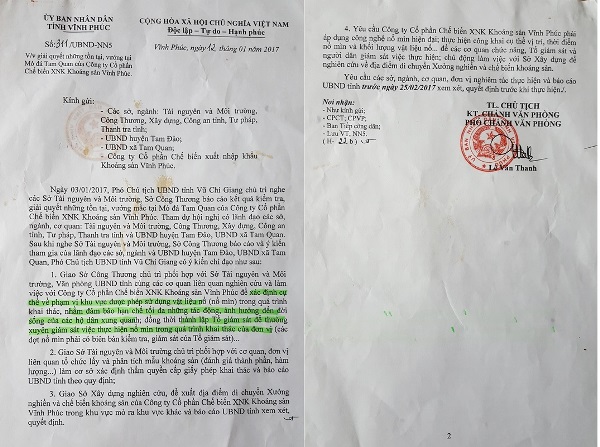 ỦY BAN NHÂN DÂN
TỈNH VĨNH PHÚC
Số: 311/UBND-NN5
V/v giải quyết những tồn tại, vướng mắc tại
Mỏ đá Tam Quan của Công ty Cổ phần
Chế biến XNK Khoáng sản Vĩnh Phúc.
CỘNG HÒA XÃ HỘI CHỦ NGHĨA VIỆT NAM
Độc lập - Tự do - Hạnh phúc
Vĩnh Phúc, ngày 12 tháng 01 năm 2017
Kính gửi:
- Các sở, ngành: Tài nguyên và Môi trường,
Công Thương, Xây dựng, Công an tỉnh, Tư pháp,
Thanh tra tỉnh;
- UBND huyện Tam Đảo;
- UBND xã Tam Quan;
- Công ty Cổ phần Chế biến xuất nhập khẩu
Khoáng sản Vĩnh Phúc.
Ngày 03/01/2017, Phó Chủ tịch UBND tỉnh Vũ Chí Giang chủ trì nghe
các Sở Tài nguyên và Môi trường, Sở Công Thương báo cáo kết quả kiểm tra,
giải quyết những tồn tại, vướng mắc tại Mỏ đá Tam Quan của Công ty Cổ phần
Chế biến XNK Khoáng sản Vĩnh Phúc. Tham dự hội nghị có lãnh đạo các sở,
ngành, cơ quan: Tài nguyên và Môi trường, Công Thương, Xây dựng, Công an
tỉnh, Tư pháp, Thanh tra tỉnh và UBND huyện Tam Đảo, UBND xã Tam Quan.
Sau khi nghe Sở Tài nguyên và Môi trường, Sở Công Thương báo cáo và ý kiến
tham gia của lãnh đạo các sở, ngành và UBND huyện Tam Đảo, UBND xã Tam
Quan, Phó Chủ tịch UBND tỉnh Vũ Chí Giang có ý kiến chỉ đạo như sau:
1. Giao Sở Công Thương chủ trì phối hợp với Sở Tài nguyên và Môi
trường, Văn phòng UBND tỉnh cùng các cơ quan liên quan nghiên cứu và làm
việc với Công ty Cổ phần Chế biến XNK Khoáng sản Vĩnh Phúc để xác định cụ
thể về phạm vi khu vực được phép sử dụng vật liệu nổ (nổ mìn) trong quá trình
khai thác, nhằm đảm bảo hạn chế tối đa những tác động, ảnh hưởng đến đời
sống của các hộ dân xung quanh; đồng thời thành lập Tổ giám sát để thường
xuyên giám sát việc thực hiện nổ mìn trong quá trình khai thác của đơn vị (các
đợt nổ mìn phải có biên bản kiểm tra, giám sát của Tổ giám sát)...
2. Giao Sở Tài nguyên và Môi trường chủ trì phối hợp với cơ quan, đơn vị
liên quan tổ chức lấy và phân tích mẫu khoáng sản (đánh giá thành phần, hàm
lượng...) làm cơ sở xác định thẩm quyền cấp giấy phép khai thác và báo cáo
UBND tỉnh theo quy định;
3. Giao Sở Xây dựng nghiên cứu, đề xuất địa điểm di chuyển Xưởng
nghiền và chế biến khoáng sản của Công ty Cổ phần Chế biến XNK Khoáng sản
Vĩnh Phúc trong khu vực mỏ ra khu vực khác và báo cáo UBND tỉnh xem xét,
quyết định.
4. Yêu cầu Công ty Cổ phần Chế biến XNK Khoáng sản Vĩnh Phúc phải
áp dụng công nghệ nổ mìn hiện đại; thực hiện công khai cụ thể vị trí, thời điểm
nổ mìn và khối lượng vật liệu nổ... để các cơ quan chức năng, Tổ giám sát và
người dân giám sát việc thực hiện; chủ động làm việc với Sở Xây dựng để
nghiên cứu về địa điểm di chuyển Xưởng nghiền và chế biến khoáng sản.
Yêu cầu các sở, ngành, cơ quan, đơn vị nghiêm túc thực hiện và báo cáo
UBND tỉnh trước ngày 25/02/2017 xem xét, quyết định trước khi thực hiện./.
Nơi nhận:
- Như kính gửi;
- CPCT; CPVP;
- Ban Tiếp công dân;
- Lưu VT, NN5
(H- 22 b)
TL. CHỦ TỊCH
KT. CHÁNH VĂN PHÒNG
PHÓ CHÁNH VĂN PHÒNG
Lê Văn Thanh
2